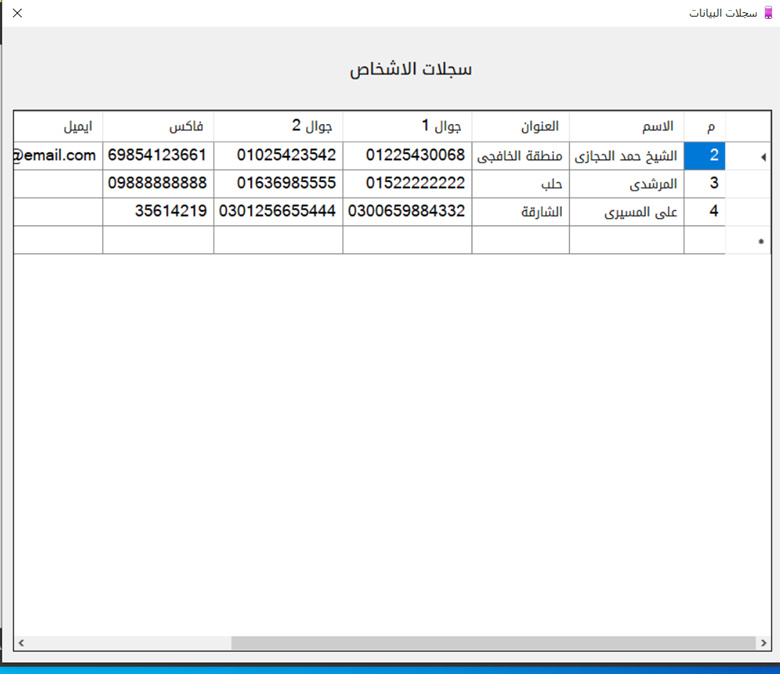 سجلات البيانات
سجلات الاشخاص
م الاسم العنوان جوال 1 جوال 2 فاكس ايميل
2 الشيخ حمد الحجازى منطقة الخافجى 01225430068 01025423542 69854123661 @email.com
3 المرشدى حلب 01522222222 01636985555 09888888888
4 على المسيرى الشارقة 0300659884332 0301256655444 35614219